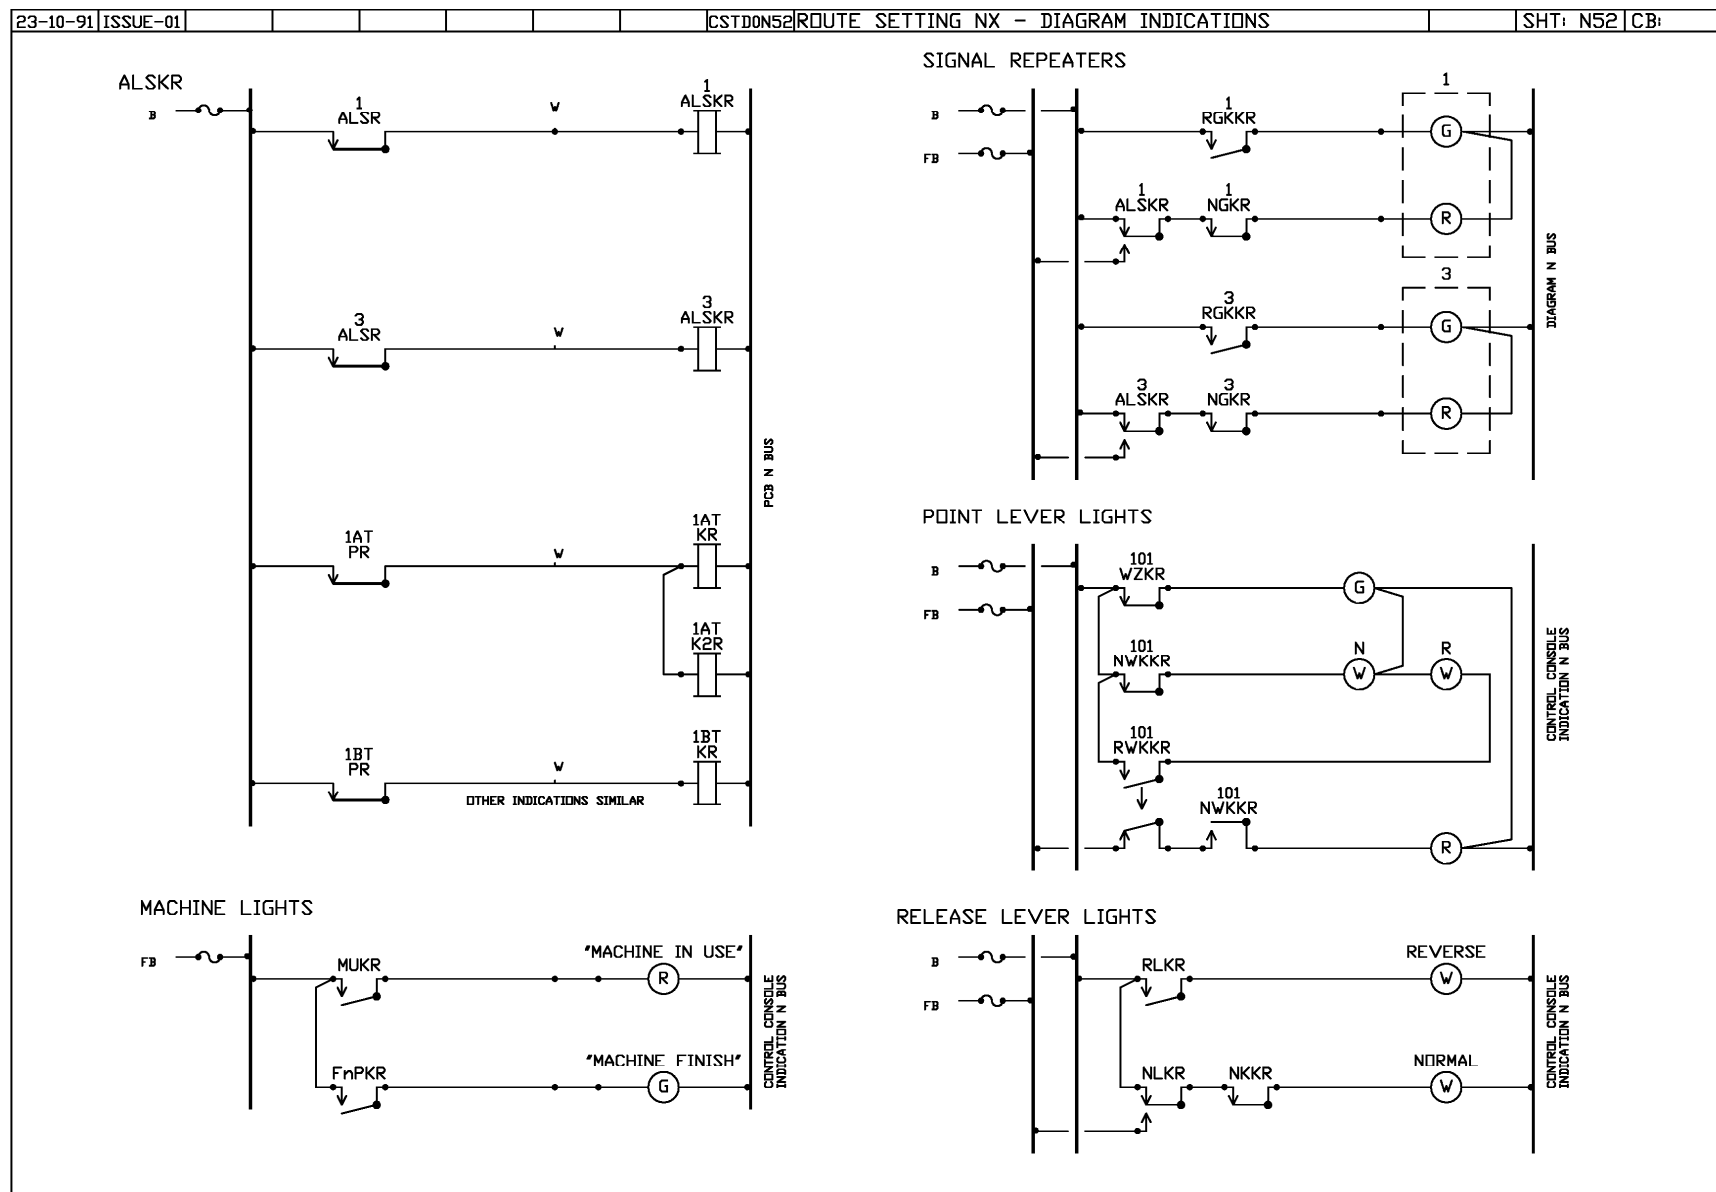 23-10-91 ISSUE-01 CSTD0N52 ROUTE SETTING NX - DIAGRAM INDICATIONS SHT: N52 CB:
ALSKR
B
1
ALSR
W
1
ALSKR
3
ALSR
W
3
ALSKR
1AT
PR
W
1AT
KR
1AT
K2R
1BT
PR
W
1BT
KR
OTHER INDICATIONS SIMILAR
PCB N BUS
MACHINE LIGHTS
FB
MUKR
"MACHINE IN USE"
R
FnPKR
"MACHINE FINISH"
G
CONTROL CONSOLE
INDICATION N BUS
SIGNAL REPEATERS
B
FB
1
RGKKR
1
G
1
ALSKR
1
NGKR
R
3
RGKKR
3
G
3
ALSKR
3
NGKR
R
DIAGRAM N BUS
POINT LEVER LIGHTS
B
FB
101
WZKR
G
101
NWKKR
N
W
R
W
101
RWKKR
101
NWKKR
R
CONTROL CONSOLE
INDICATION N BUS
RELEASE LEVER LIGHTS
B
FB
RLKR
REVERSE
W
NLKR
NKKR
NORMAL
W
CONTROL CONSOLE
INDICATION N BUS